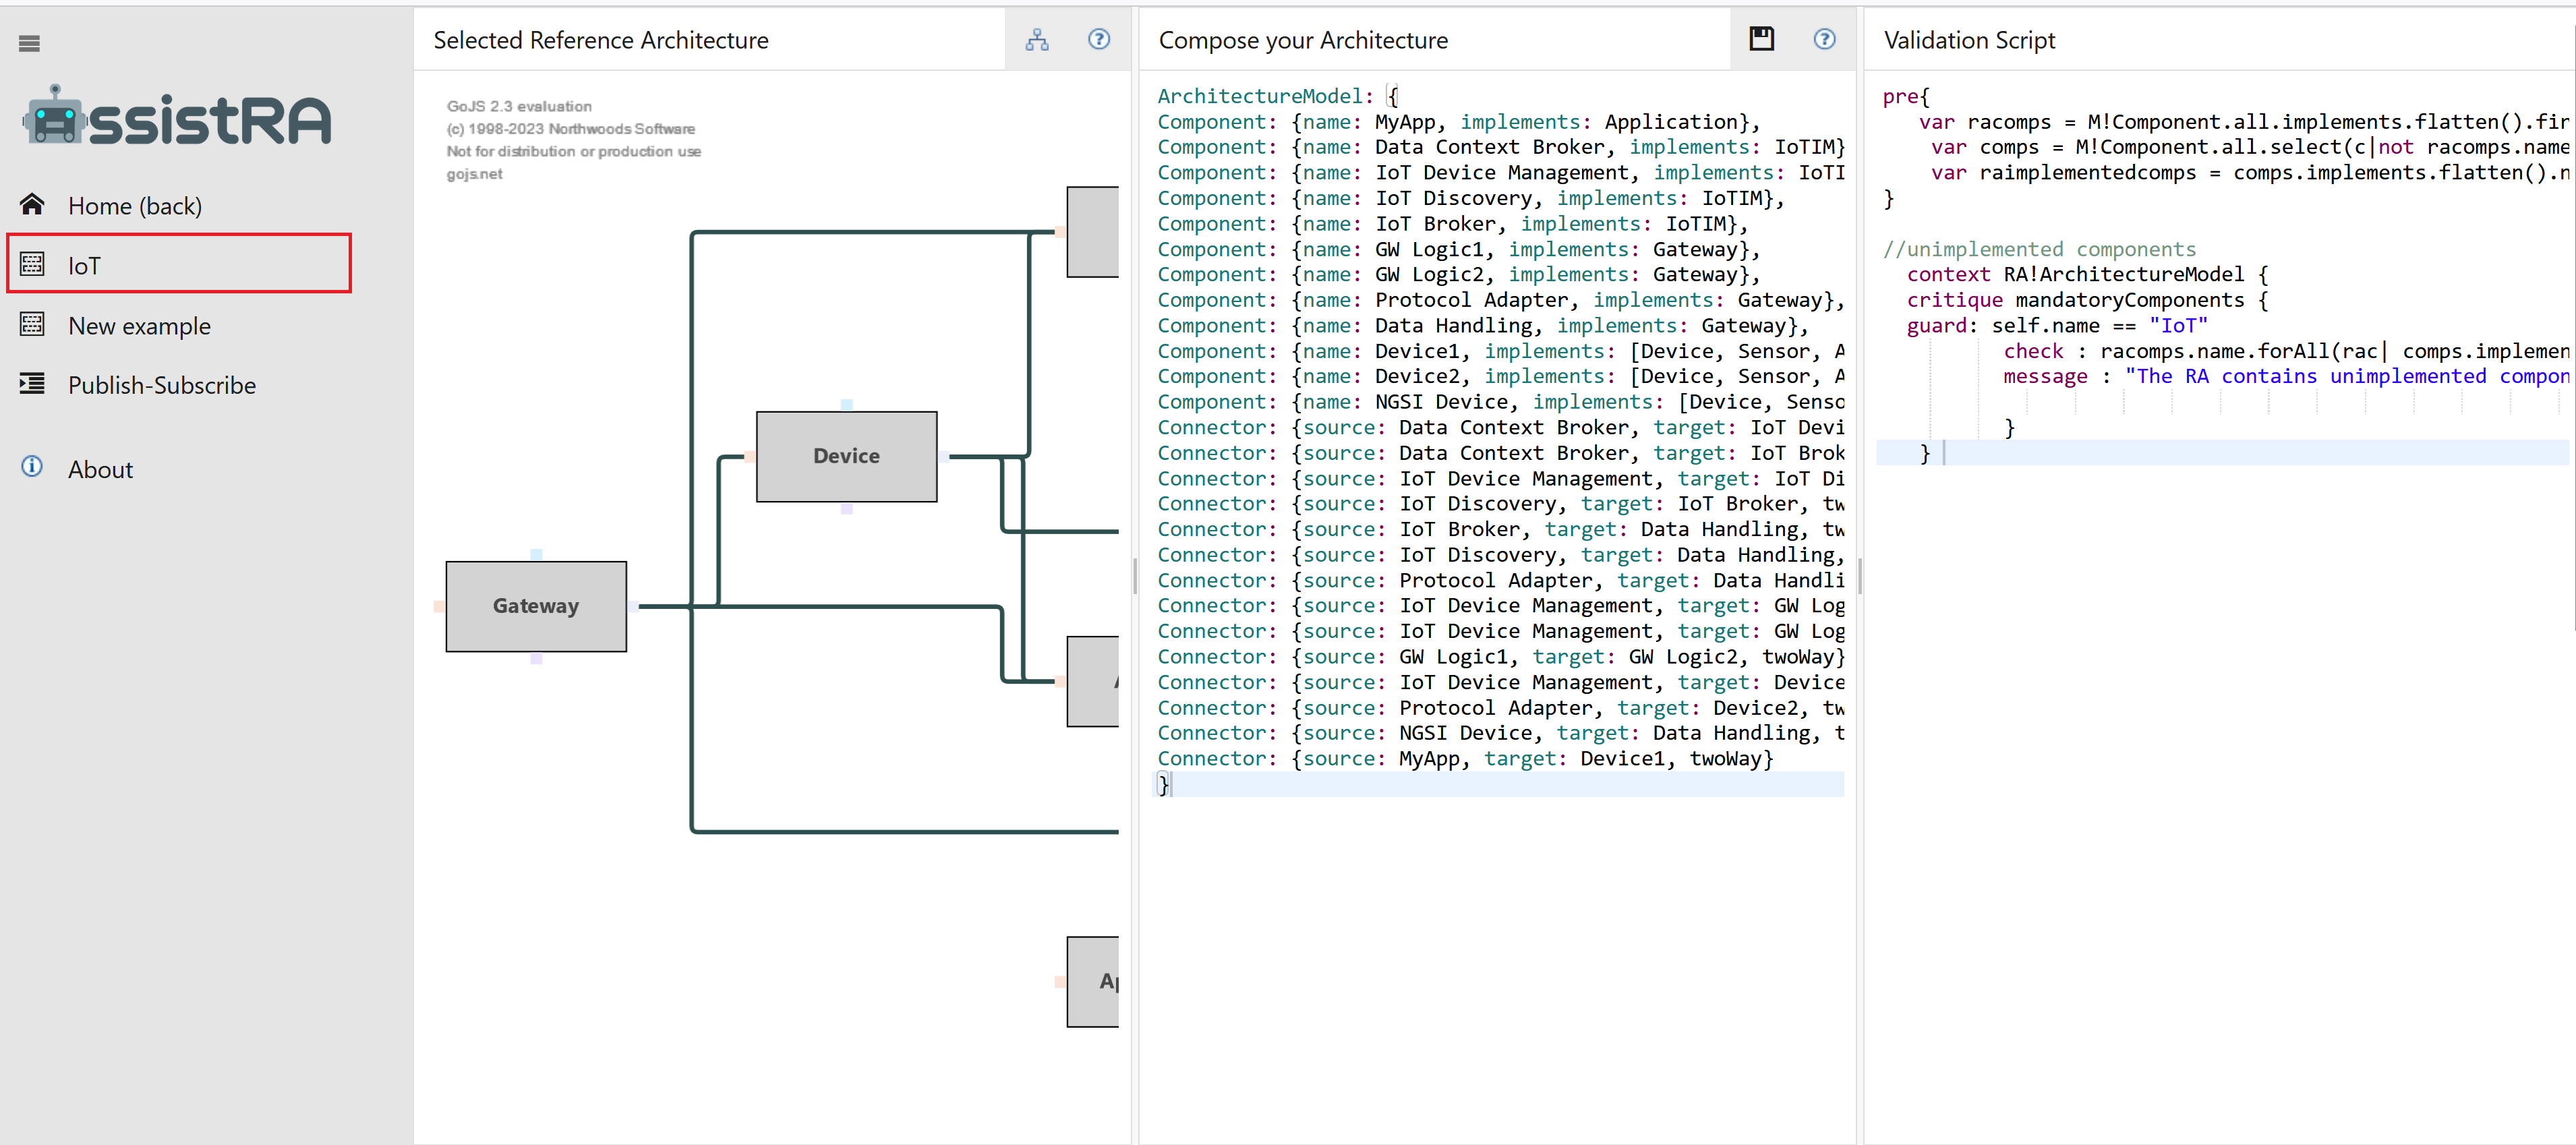 ssistRA
Home (back)
IoT
New example
Publish-Subscribe
About
Selected Reference Architecture
GoJS 2.3 evaluation
(c) 1998-2023 Northwoods Software
Not for distribution or production use
gojs.net
Device
Gateway
Compose your Architecture
ArchitectureModel: {
Component: {name: MyApp, implements: Application},
Component: {name: Data Context Broker, implements: IoTIM}
Component: {name: IoT Device Management, implements: IoTI
Component: {name: IoT Discovery, implements: IoTIM},
Component: {name: IoT Broker, implements: IoTIM},
Component: {name: GW Logic1, implements: Gateway},
Component: {name: GW Logic2, implements: Gateway},
Component: {name: Protocol Adapter, implements: Gateway},
Component: {name: Data Handling, implements: Gateway},
Component: {name: Device1, implements: [Device, Sensor, A
Component: {name: Device2, implements: [Device, Sensor, A
Component: {name: NGSI Device, implements: [Device, Senso
Connector: {source: Data Context Broker, target: IoT Devi
Connector: {source: Data Context Broker, target: IoT Brok
Connector: {source: IoT Device Management, target: IoT Di
Connector: {source: IoT Discovery, target: IoT Broker, tw
Connector: {source: IoT Broker, target: Data Handling, tw
Connector: {source: IoT Discovery, target: Data Handling,
Connector: {source: Protocol Adapter, target: Data Handli
Connector: {source: IoT Device Management, target: GW Log
Connector: {source: IoT Device Management, target: GW Log
Connector: {source: GW Logic1, target: GW Logic2, twoWay}
Connector: {source: IoT Device Management, target: Device
Connector: {source: Protocol Adapter, target: Device2, tw
Connector: {source: NGSI Device, target: Data Handling, t
Connector: {source: MyApp, target: Device1, twoWay}
}
Validation Script
pre{
var racomps = M!Component.all.implements.flatten().fir
var comps = M!Component.all.select(c|not racomps.name
var raimplementedcomps = comps.implements.flatten().n
}
//unimplemented components
context RA!ArchitectureModel {
critique mandatoryComponents {
guard: self.name == "IoT"
check : racomps.name.forAll(rac| comps.implemen
message : "The RA contains unimplemented compon
}
}